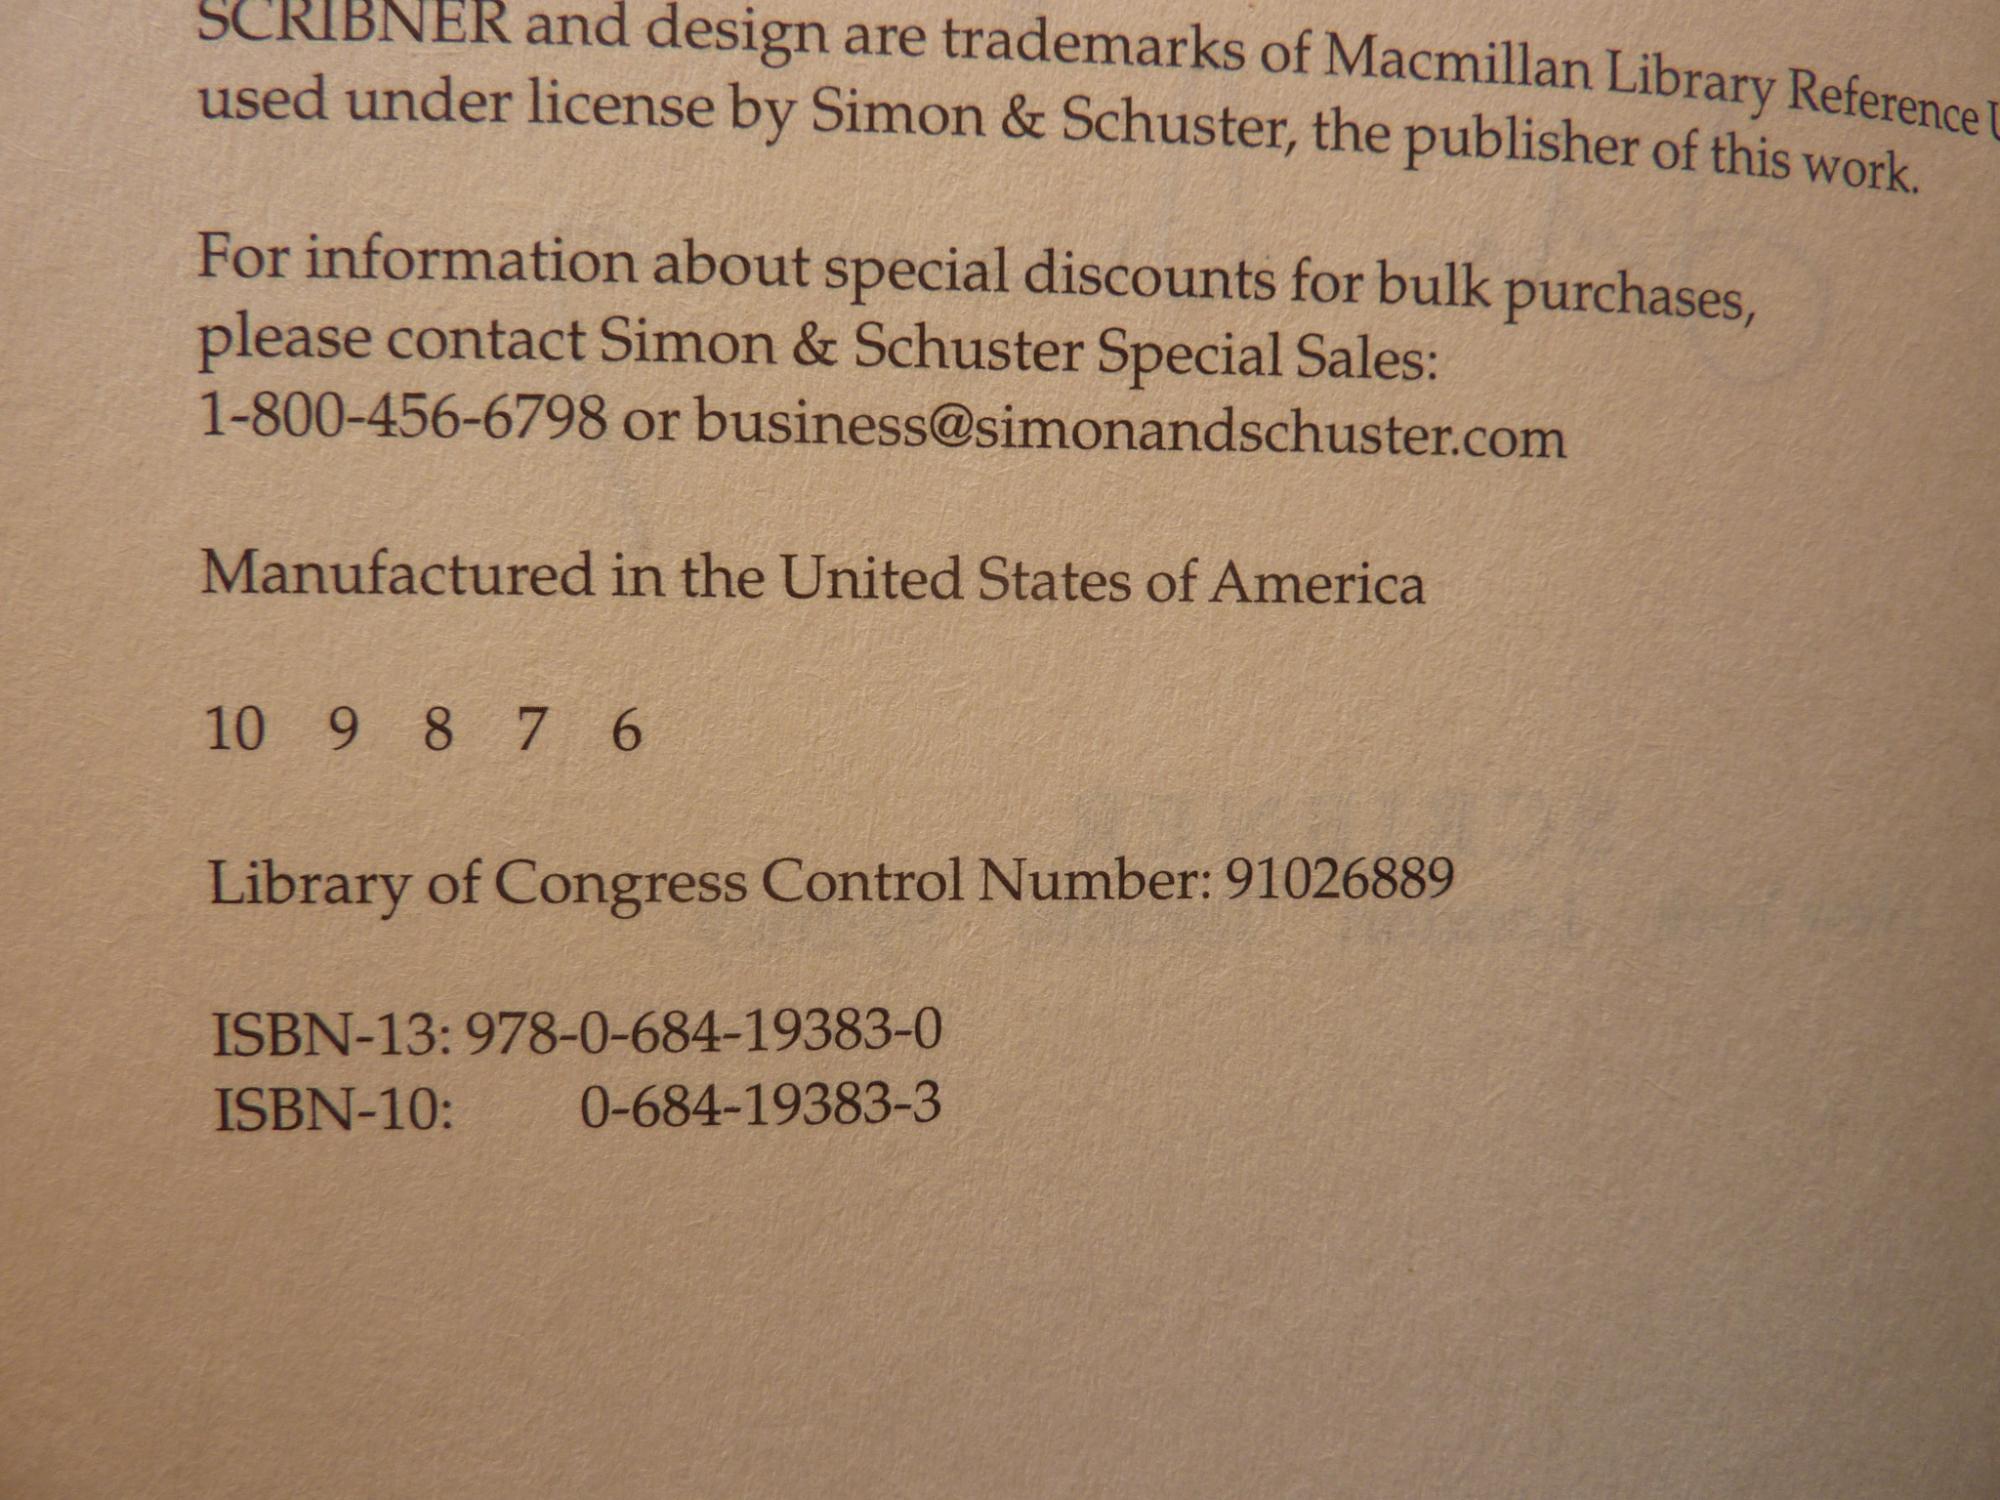 SCRIBNER and design are trademarks of Macmillan Library Reference
used under license by Simon & Schuster, the publisher of this work.
For information about special discounts for bulk purchases,
please contact Simon & Schuster Special Sales:
1-800-456-6798 or business@simonandschuster.com
Manufactured in the United States of America
10 9 8 7 6
Library of Congress Control Number: 91026889
ISBN-13: 978-0-684-19383-0
ISBN-10: 0-684-19383-3